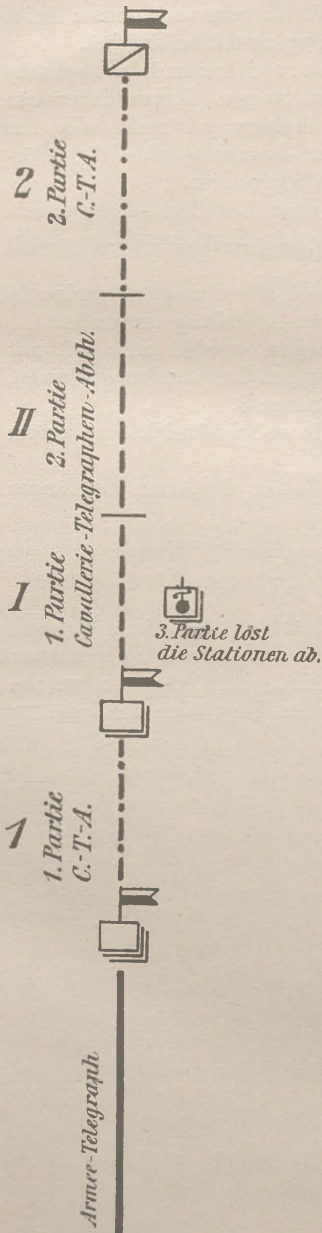 2
2. Partie
C.-T. A.
II
2. Partie
I
1. Partie
Cavallerie-Telegraphen-Abth.
3. Partie löst
die Stationen ab.
1
1. Partie
C.-T.-A.
Armee-Telegraph